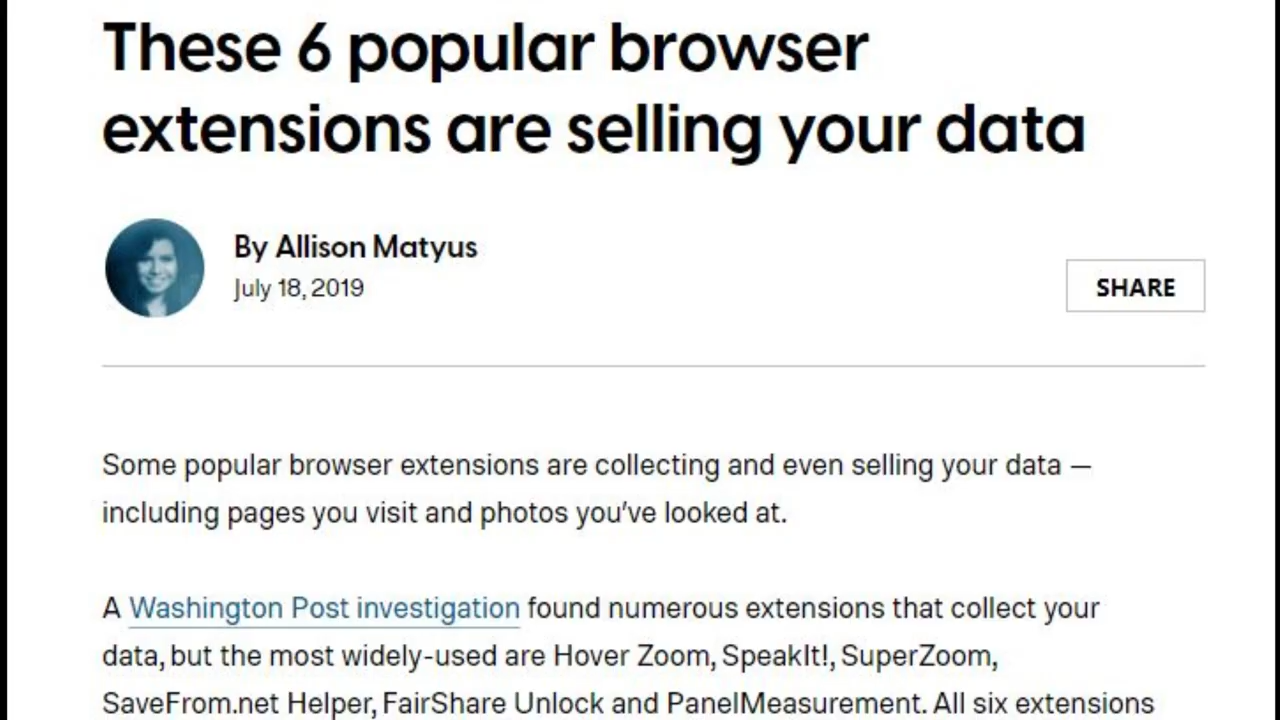 These 6 popular browser
extensions are selling your data
By Allison Matyus
July 18, 2019
SHARE
Some popular browser extensions are collecting and even selling your data —
including pages you visit and photos you’ve looked at.
A Washington Post investigation found numerous extensions that collect your
data, but the most widely-used are Hover Zoom, SpeakIt!, SuperZoom,
SaveFrom.net Helper, FairShare Unlock and PanelMeasurement. All six extensions